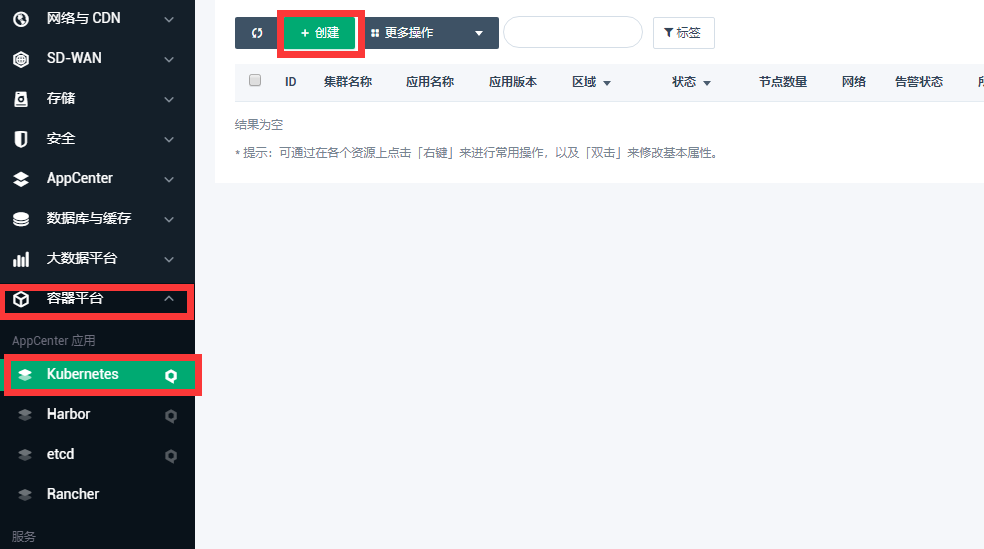 网络与 CDN
SD-WAN
存储
安全
AppCenter
数据库与缓存
大数据平台
容器平台
AppCenter 应用
Kubernetes
Harbor
etcd
Rancher
服务
+ 创建 更多操作 标签
ID 集群名称 应用名称 应用版本 区域 状态 节点数量 网络 告警状态
结果为空
* 提示：可通过在各个资源上点击「右键」来进行常用操作，以及「双击」来修改基本属性。